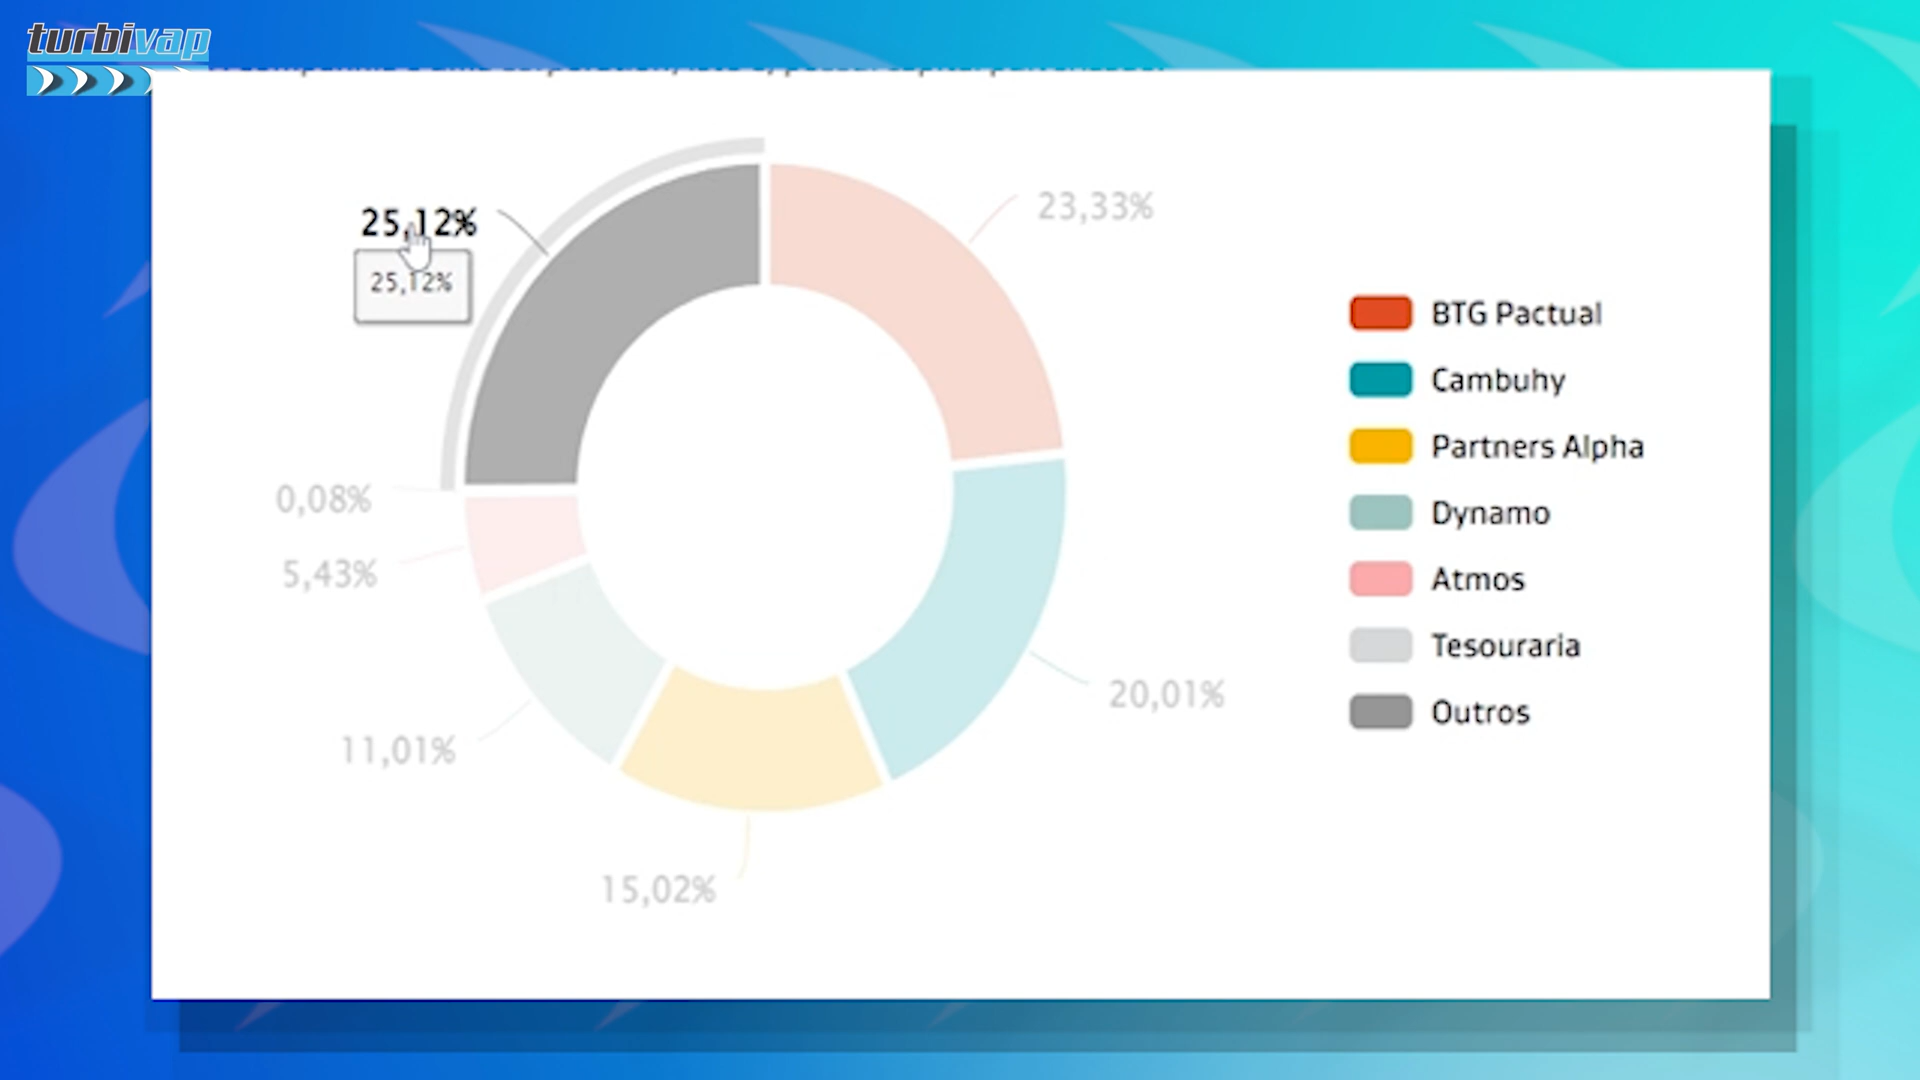 turbivap
25,12%
25,12%
23,33%
0,08%
5,43%
11,01%
15,02%
20,01%
BTG Pactual
Cambuhy
Partners Alpha
Dynamo
Atmos
Tesouraria
Outros